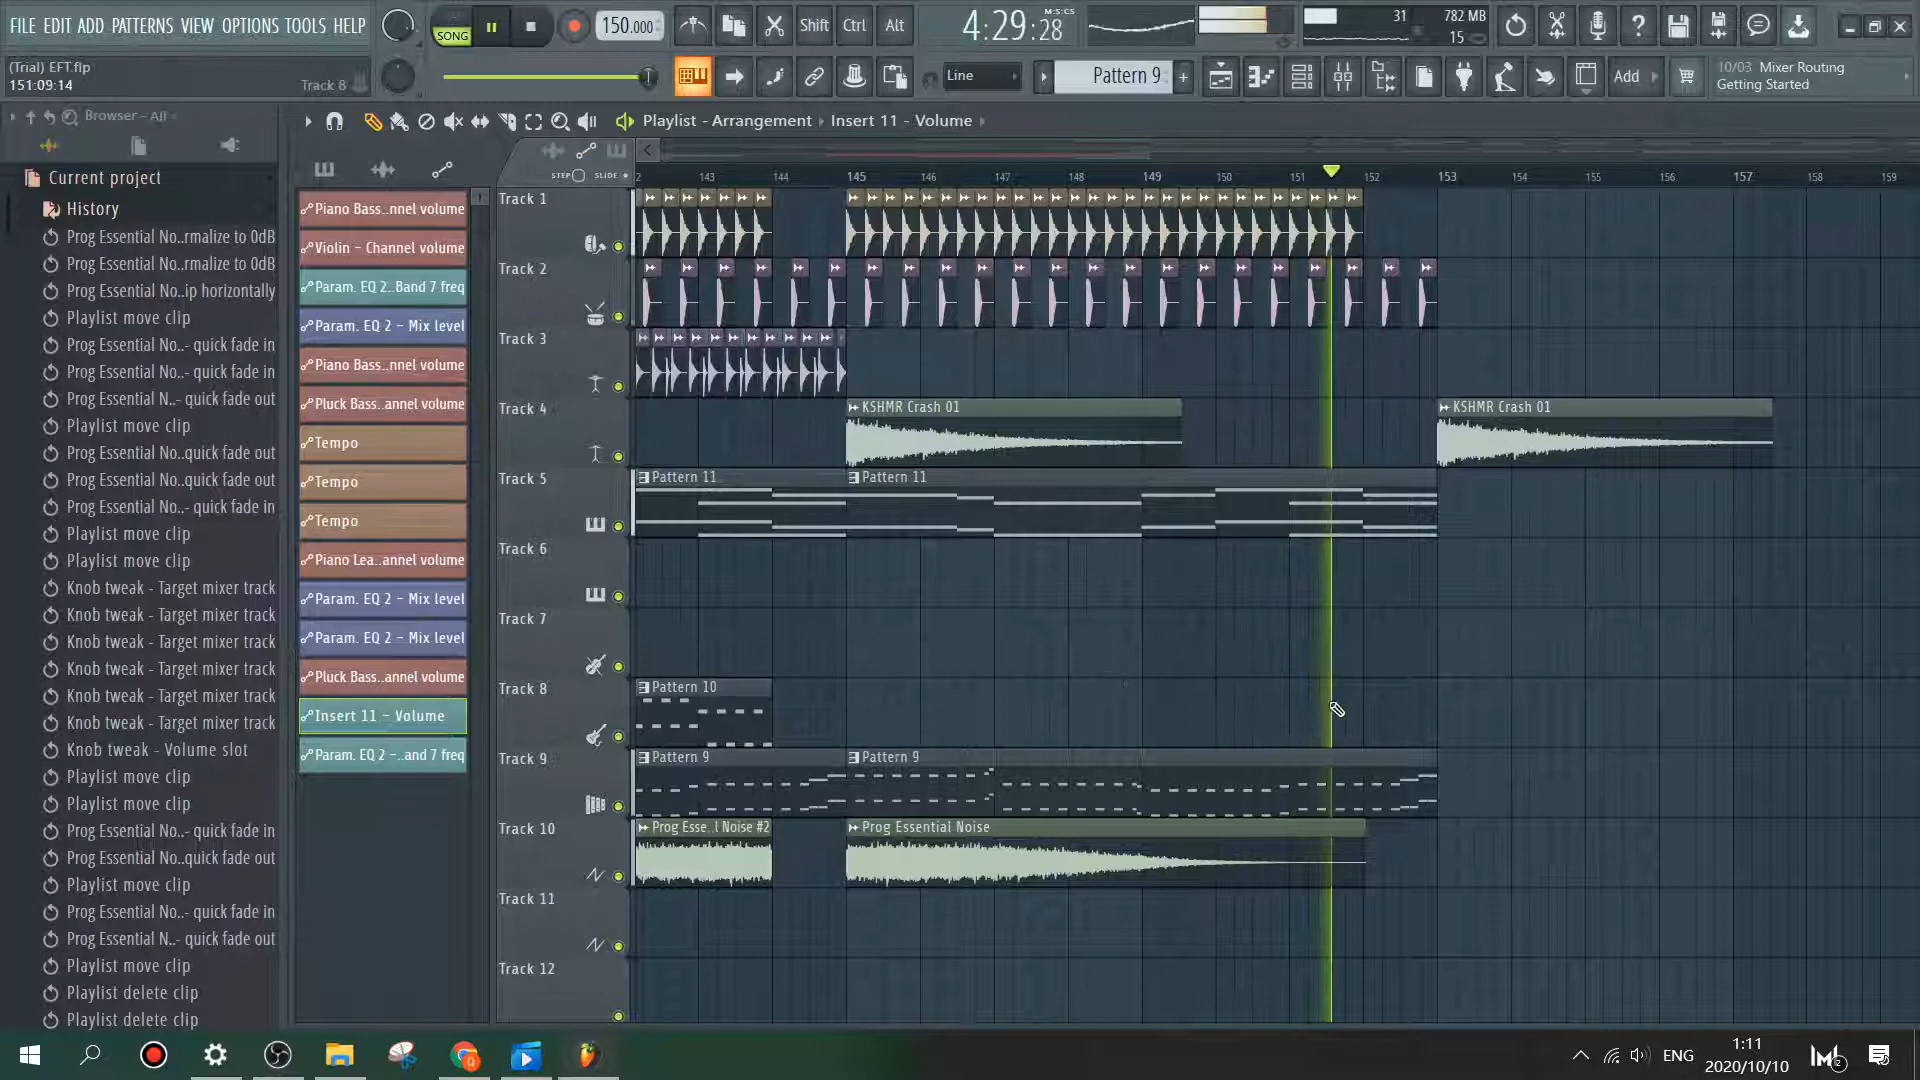 FILE EDIT ADD PATTERNS VIEW OPTIONS TOOLS HELP
SONG
150.000
Shift Ctrl Alt
4:29:28
M:S:CS
31
782 MB
15
(Trial) EFT.flp
151:09:14
Track 8
Line
Pattern 9
Add
10/03 Mixer Routing
Getting Started
Browser - All
Playlist - Arrangement
Insert 11 - Volume
STEP
SLIDE
2 143 144 145 146 147 148 149 150 151 152 153 154 155 156 157 158 159
Current project
History
Prog Essential No..rmalize to 0dB
Prog Essential No..rmalize to 0dB
Prog Essential No..ip horizontally
Playlist move clip
Prog Essential No..- quick fade in
Prog Essential No..- quick fade in
Prog Essential N..- quick fade out
Playlist move clip
Prog Essential No..quick fade out
Prog Essential No..quick fade out
Prog Essential No..- quick fade in
Playlist move clip
Playlist move clip
Knob tweak - Target mixer track
Knob tweak - Target mixer track
Knob tweak - Target mixer track
Knob tweak - Target mixer track
Knob tweak - Target mixer track
Knob tweak - Target mixer track
Knob tweak - Volume slot
Playlist move clip
Playlist move clip
Prog Essential No..- quick fade in
Prog Essential No..quick fade out
Playlist move clip
Prog Essential No..- quick fade in
Prog Essential N..- quick fade out
Playlist move clip
Playlist delete clip
Playlist delete clip
Piano Bass..nnel volume
Violin - Channel volume
Param. EQ 2..Band 7 freq
Param. EQ 2 - Mix level
Piano Bass..nnel volume
Pluck Bass..annel volume
Tempo
Tempo
Tempo
Piano Lea..annel volume
Param. EQ 2 - Mix level
Param. EQ 2 - Mix level
Pluck Bass..annel volume
Insert 11 - Volume
Param. EQ 2 -..and 7 freq
Track 1
Track 2
Track 3
Track 4
KSHMR Crash 01
KSHMR Crash 01
Track 5
Pattern 11
Pattern 11
Track 6
Track 7
Track 8
Pattern 10
Track 9
Pattern 9
Pattern 9
Track 10
Prog Esse..l Noise #2
Prog Essential Noise
Track 11
Track 12
ENG
1:11
2020/10/10
2